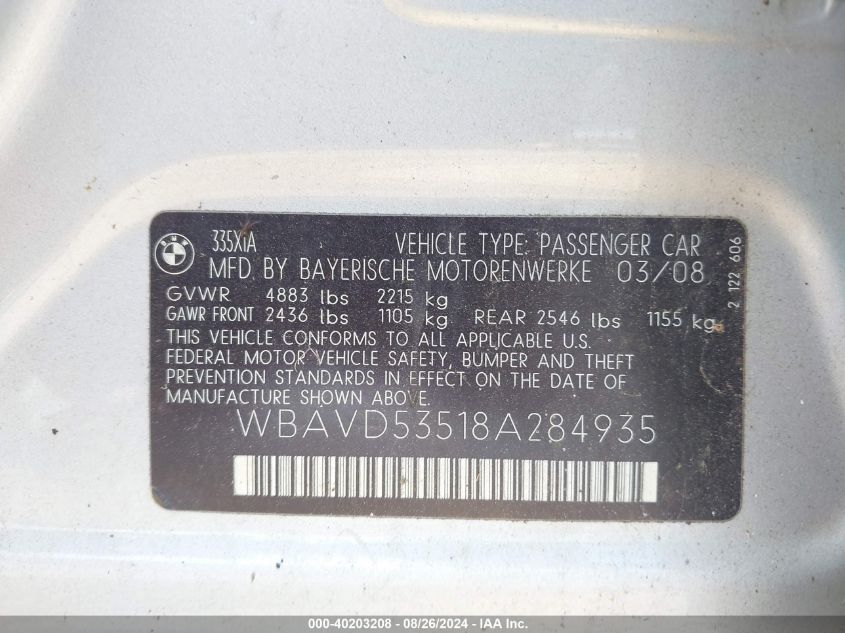 BMW
335XiA
VEHICLE TYPE: PASSENGER CAR
MFD. BY BAYERISCHE MOTORENWERKE 03/08
GVWR 4883 lbs 2215 kg
GAWR FRONT 2436 lbs 1105 kg REAR 2546 lbs 1155 kg
THIS VEHICLE CONFORMS TO ALL APPLICABLE U.S.
FEDERAL MOTOR VEHICLE SAFETY, BUMPER AND THEFT
PREVENTION STANDARDS IN EFFECT ON THE DATE OF
MANUFACTURE SHOWN ABOVE.
WBAVD53518A284935
2 122 606
000-40203208 - 08/26/2024 - IAA Inc.